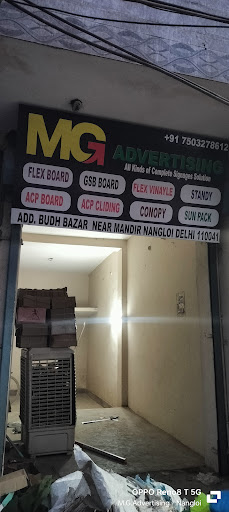 +91 7503278612
MG ADVERTISING
All Kinds of Complete Signages Solution
FLEX BOARD GSB BOARD FLEX VINAYLE STANDY
ACP BOARD ACP CLIDING CONOPY SUN PACK
ADD. BUDH BAZAR NEAR MANDIR NANGLOI DELHI 110041
OPPO Reno8 T 5G
M.G Advertising, Nangloi